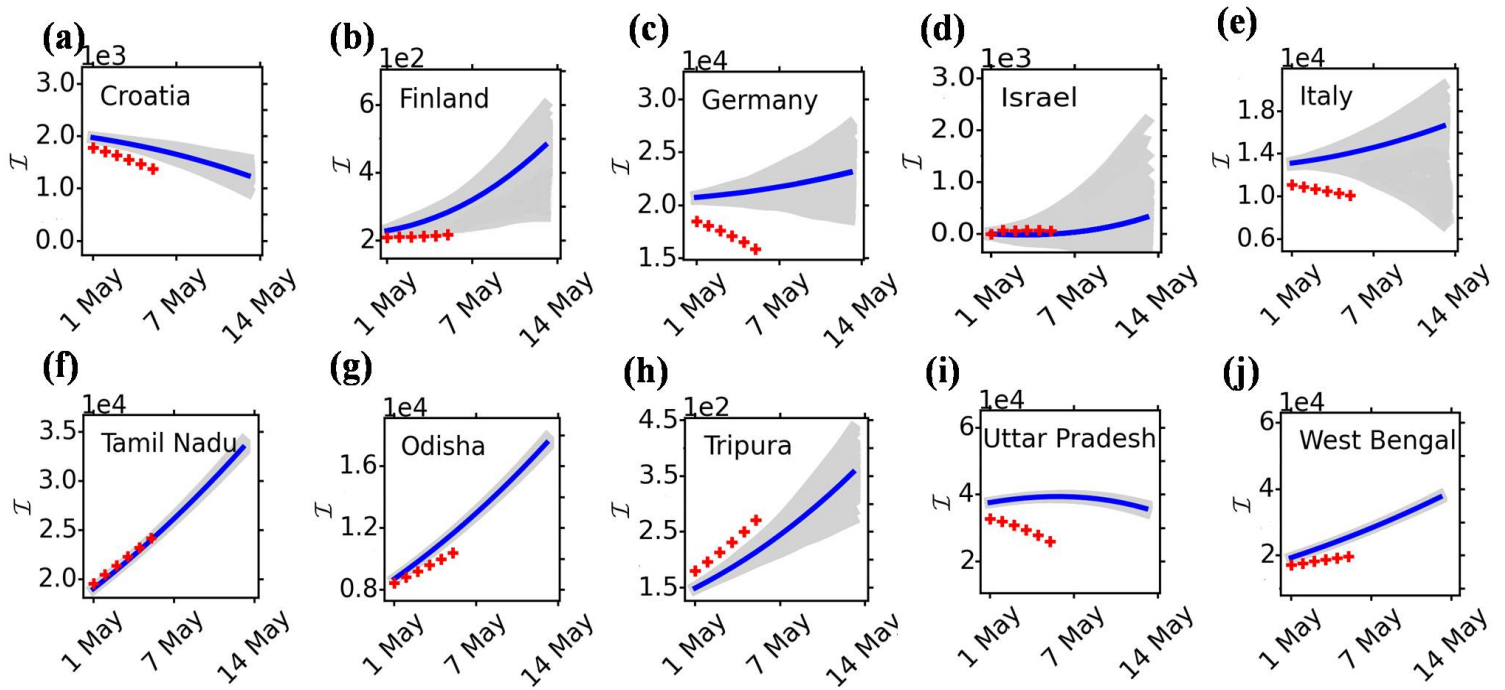 (a)
1e3
Croatia
3.0
2.0
1.0
0.0
I
1 May
7 May
14 May
(b)
1e2
Finland
6
4
2
I
1 May
7 May
14 May
(c)
1e4
Germany
3.0
2.5
2.0
1.5
I
1 May
7 May
14 May
(d)
1e3
Israel
3.0
2.0
1.0
0.0
I
1 May
7 May
14 May
(e)
1e4
Italy
1.8
1.4
1.0
0.6
I
1 May
7 May
14 May
(f)
1e4
Tamil Nadu
3.5
3.0
2.5
2.0
I
1 May
7 May
14 May
(g)
1e4
Odisha
1.6
1.2
0.8
I
1 May
7 May
14 May
(h)
1e2
Tripura
4.5
3.5
2.5
1.5
I
1 May
7 May
14 May
(i)
1e4
Uttar Pradesh
6
4
2
I
1 May
7 May
14 May
(j)
1e4
West Bengal
6
4
2
I
1 May
7 May
14 May